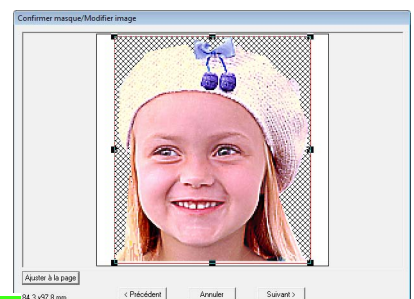 Confirmer masque/Modifier image
Ajuster à la page
84,3 x97,8 mm
< Précédent Annuler Suivant >